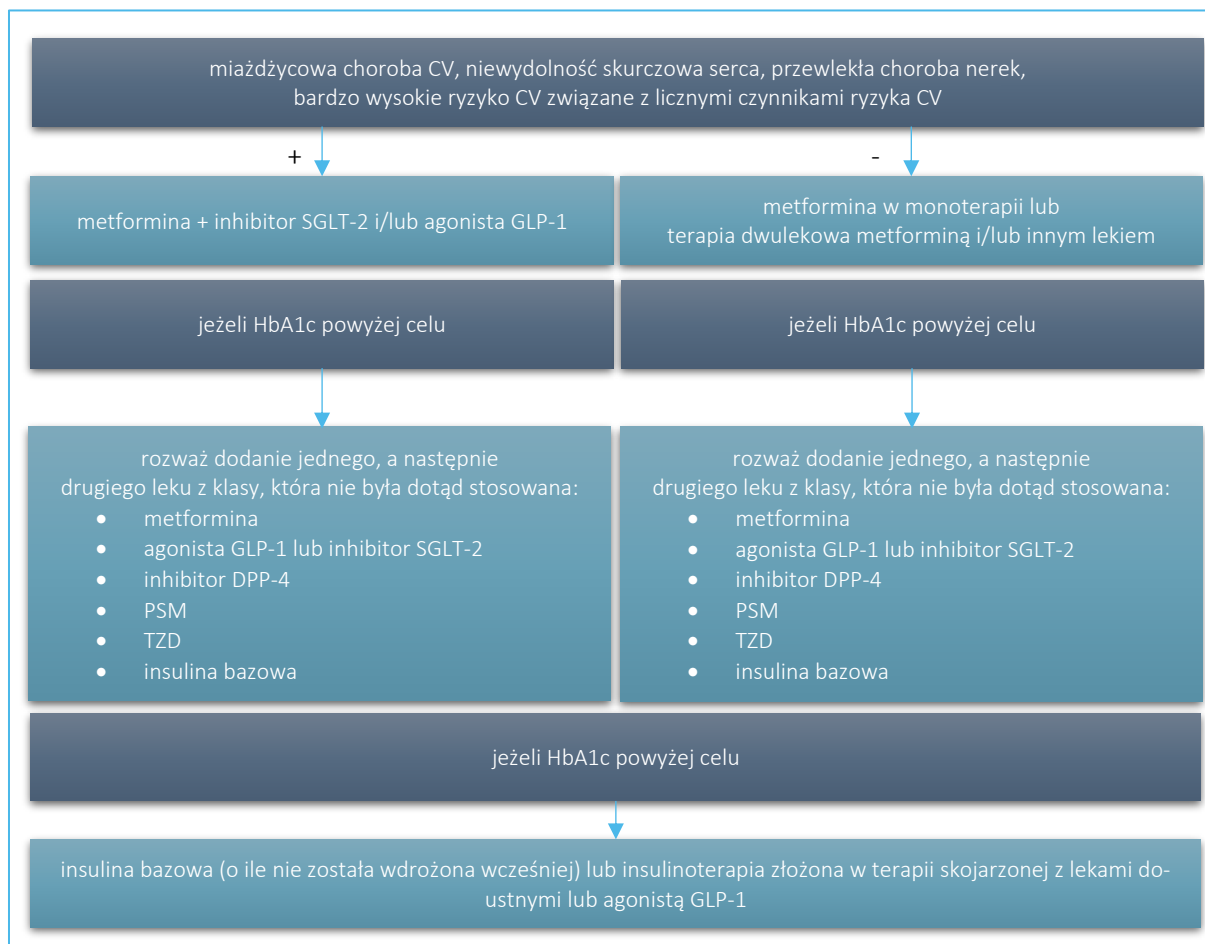 miażdżycowa choroba CV, niewydolność skurczowa serca, przewlekła choroba nerek,
bardzo wysokie ryzyko CV związane z licznymi czynnikami ryzyka CV
+
-
metformina + inhibitor SGLT-2 i/lub agonista GLP-1
metformina w monoterapii lub
terapia dwulekowa metforminą i/lub innym lekiem
jeżeli HbA1c powyżej celu
jeżeli HbA1c powyżej celu
rozważ dodanie jednego, a następnie
drugiego leku z klasy, która nie była dotąd stosowana:
• metformina
• agonista GLP-1 lub inhibitor SGLT-2
• inhibitor DPP-4
• PSM
• TZD
• insulina bazowa
rozważ dodanie jednego, a następnie
drugiego leku z klasy, która nie była dotąd stosowana:
• metformina
• agonista GLP-1 lub inhibitor SGLT-2
• inhibitor DPP-4
• PSM
• TZD
• insulina bazowa
jeżeli HbA1c powyżej celu
insulina bazowa (o ile nie została wdrożona wcześniej) lub insulinoterapia złożona w terapii skojarzonej z lekami do-
ustnymi lub agonistą GLP-1